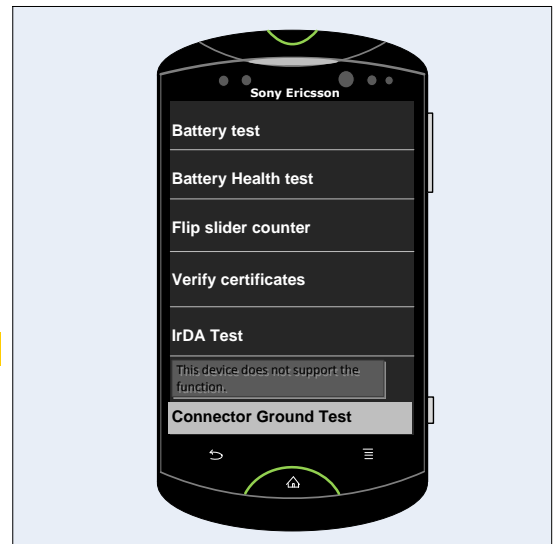 Sony Ericsson
Battery test
Battery Health test
Flip slider counter
Verify certificates
IrDA Test
This device does not support the
function.
Connector Ground Test